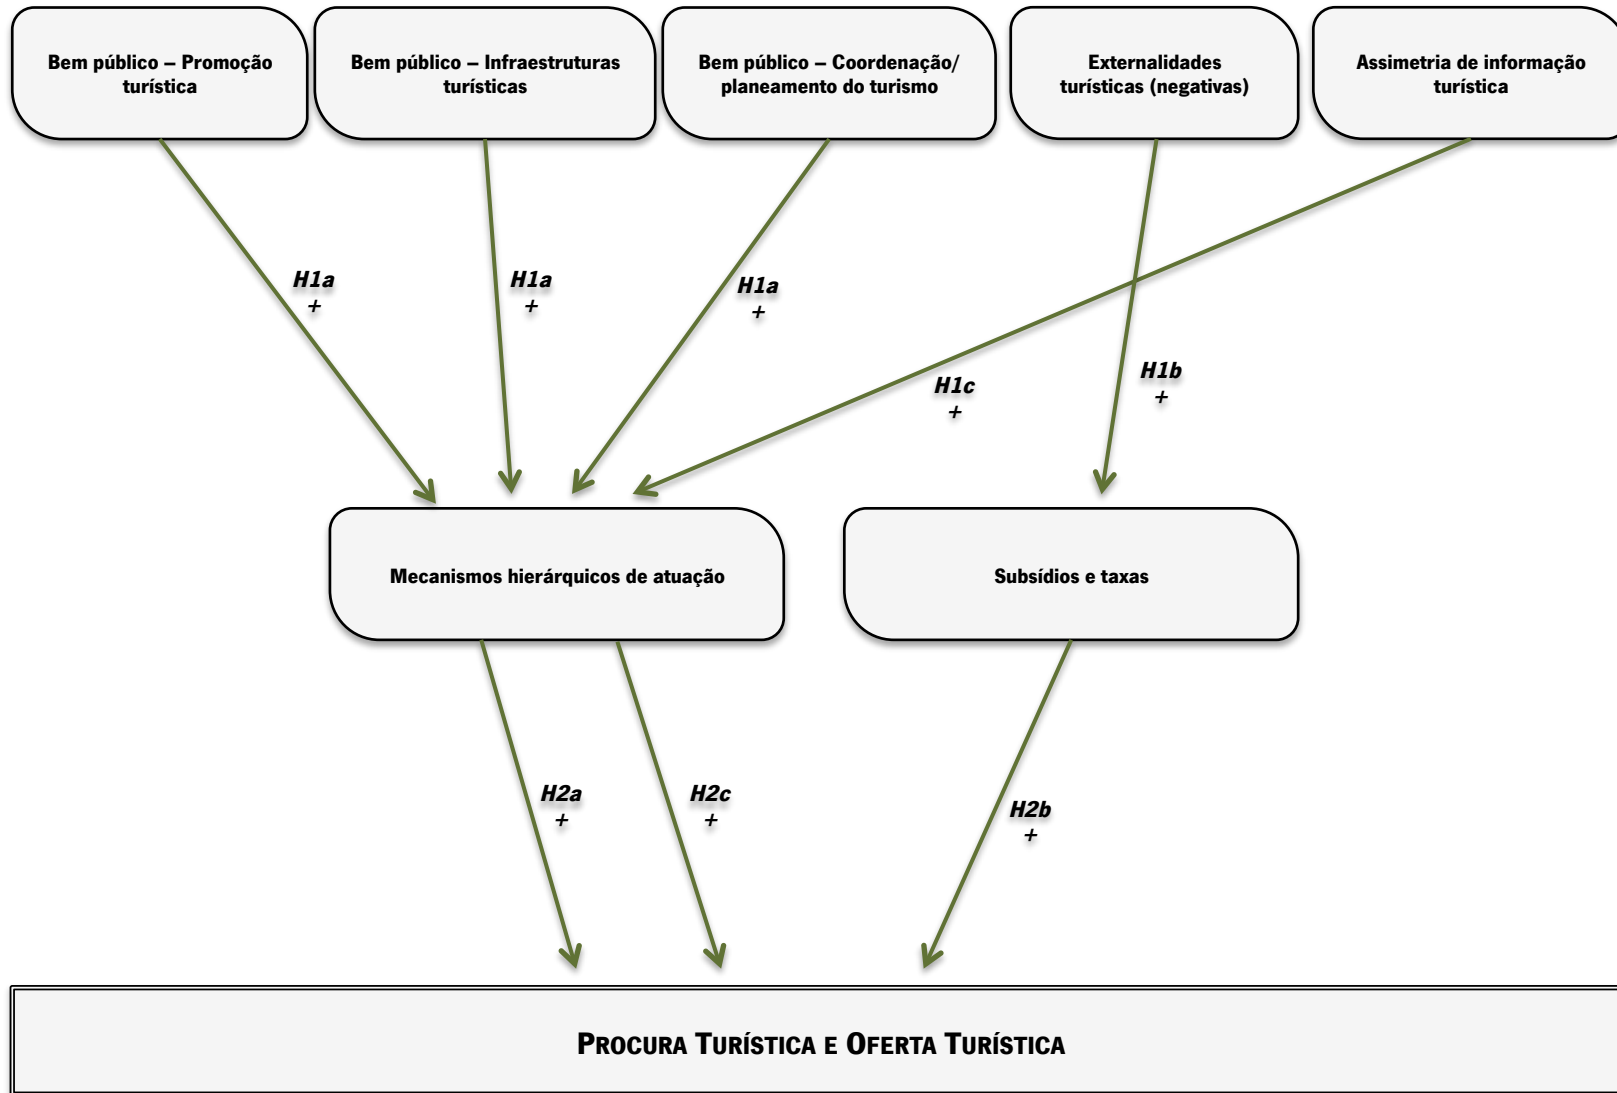 Bem público – Promoção
turística
Bem público – Infraestruturas
turísticas
Bem público – Coordenação/
planeamento do turismo
Externalidades
turísticas (negativas)
Assimetria de informação
turística
H1a
+
H1a
+
H1a
+
H1c
+
H1b
+
Mecanismos hierárquicos de atuação
Subsídios e taxas
H2a
+
H2c
+
H2b
+
PROCURA TURÍSTICA E OFERTA TURÍSTICA